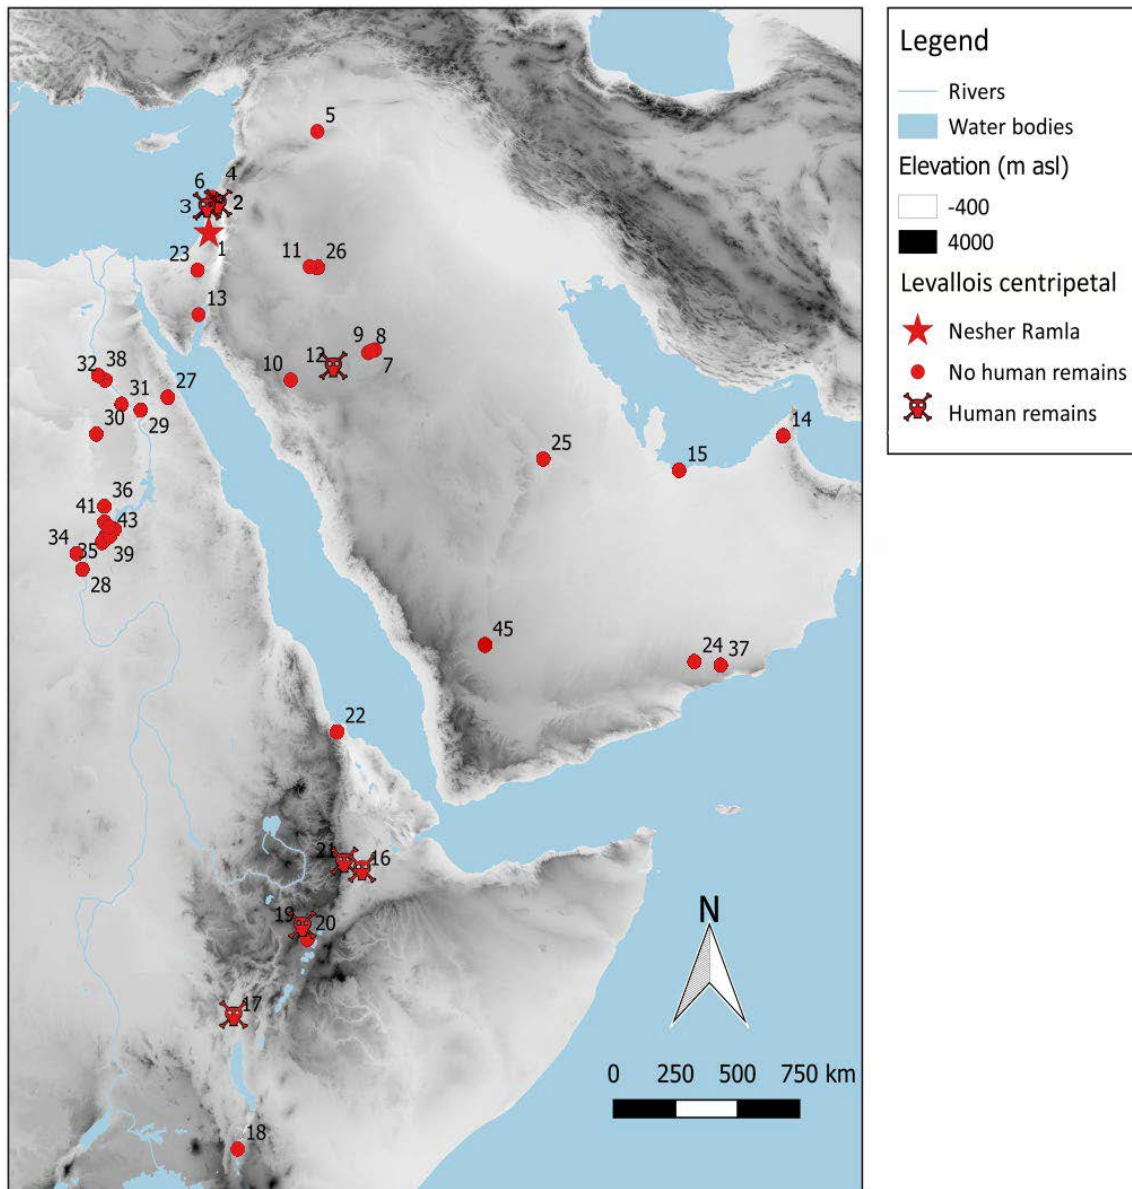 Legend
Rivers
Water bodies
Elevation (m asl)
-400
4000
Levallois centripetal
Nesher Ramla
No human remains
Human remains
5
6 4
3 2
1
23
11 26
13
9 8
12 7
10
32 38
31 27
30 29
14
25
15
36
41 43
34 35 39
28
45
24 37
22
21 16
19 20
17
18
N
0 250 500 750 km